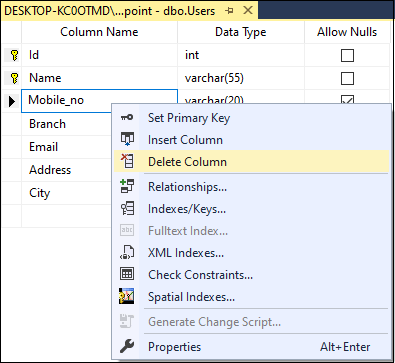 DESKTOP-KC0OTMD\...point - dbo.Users
Column Name Data Type Allow Nulls
Id int
Name varchar(55)
Mobile_no varchar(20)
Branch
Email
Address
City
Set Primary Key
Insert Column
Delete Column
Relationships...
Indexes/Keys...
Fulltext Index...
XML Indexes...
Check Constraints...
Spatial Indexes...
Generate Change Script...
Properties Alt+Enter